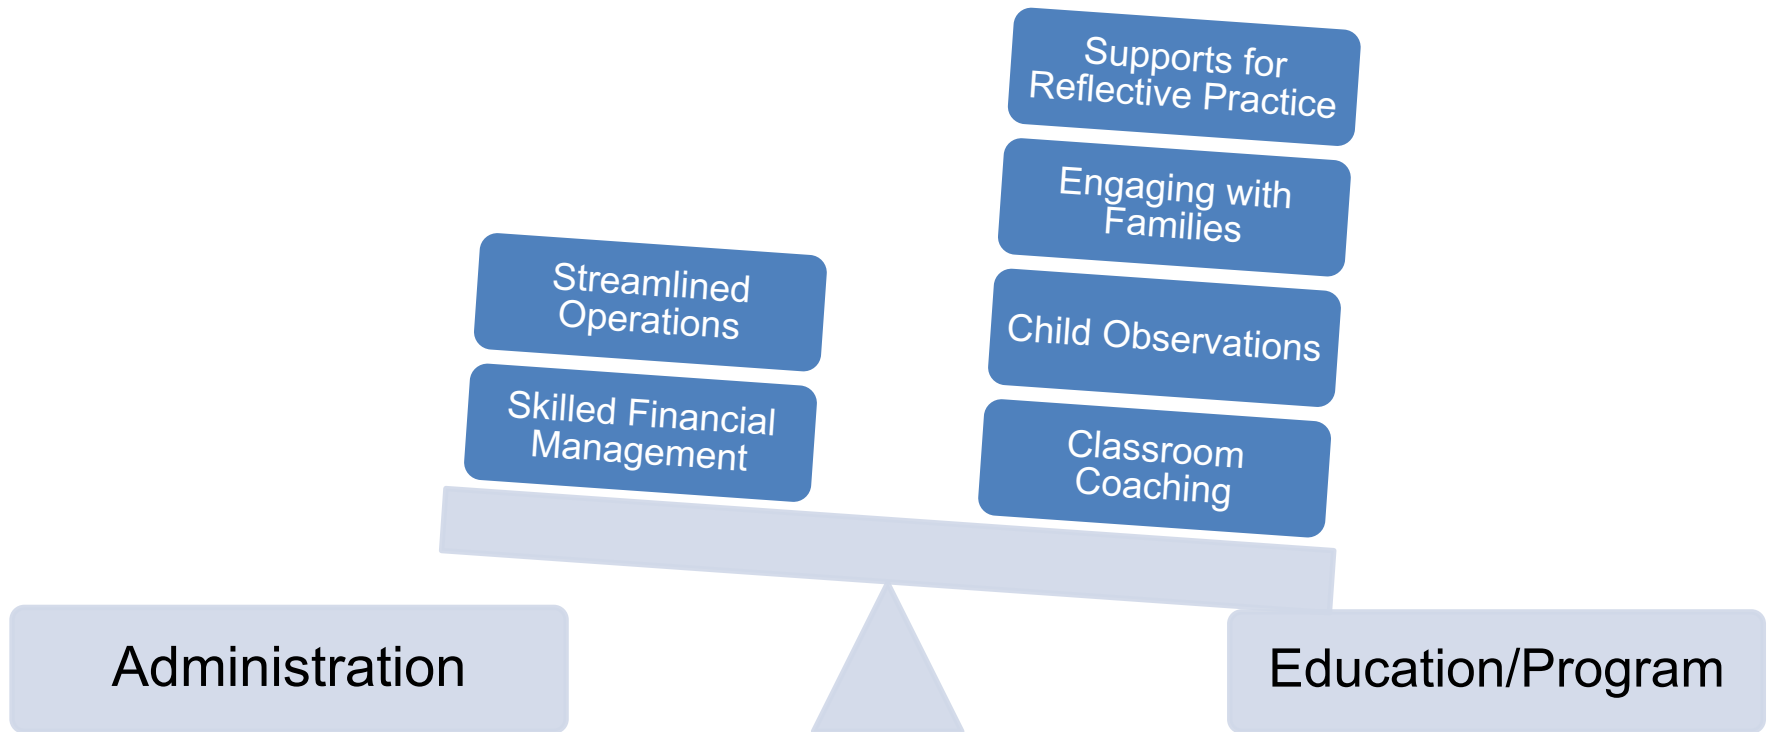 Supports for
Reflective Practice
Engaging with
Families
Streamlined
Operations
Child Observations
Skilled Financial
Management
Classroom
Coaching
Administration
Education/Program